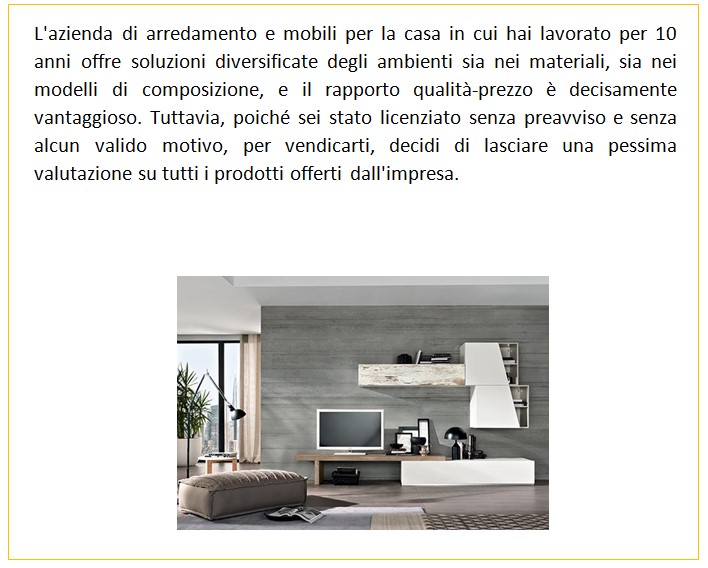 L'azienda di arredamento e mobili per la casa in cui hai lavorato per 10
anni offre soluzioni diversificate degli ambienti sia nei materiali, sia nei
modelli di composizione, e il rapporto qualità-prezzo è decisamente
vantaggioso. Tuttavia, poiché sei stato licenziato senza preavviso e senza
alcun valido motivo, per vendicarti, decidi di lasciare una pessima
valutazione su tutti i prodotti offerti dall'impresa.